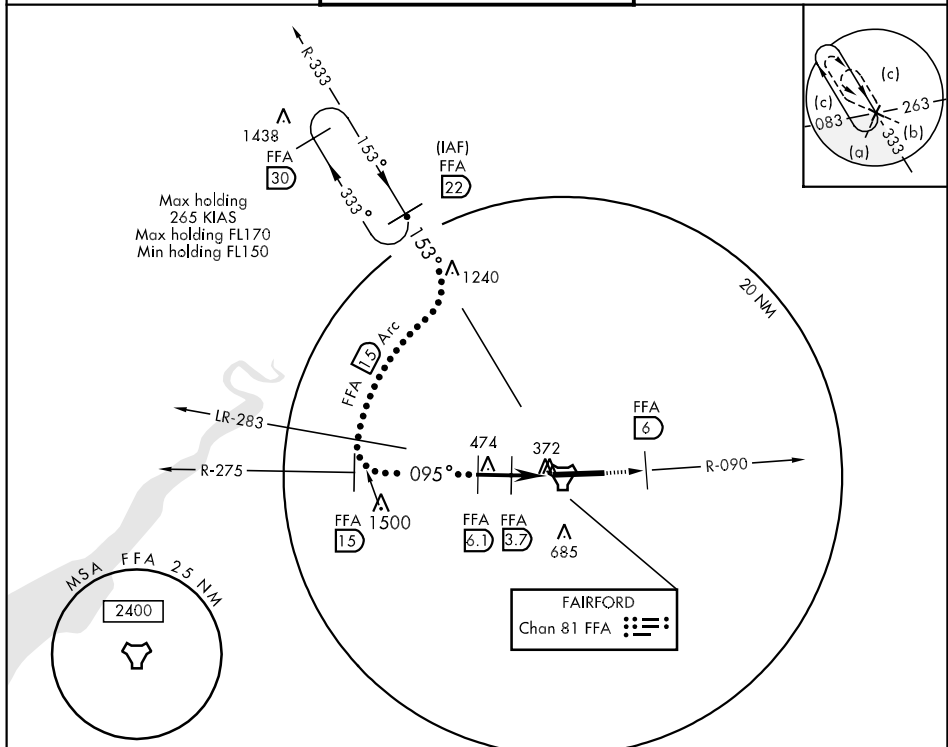 R-333
1438
FFA
30
153°
333°
(IAF)
FFA
22
Max holding
265 KIAS
Max holding FL170
Min holding FL150
153°
1240
20 NM
(c)
(c)
083
263
(b)
(a)
333
FFA 15 Arc
LR-283
R-275
095°
474
372
FFA
6
R-090
FFA
15
1500
FFA
6.1
FFA
3.7
685
FAIRFORD
Chan 81 FFA
MSA FFA 25 NM
2400